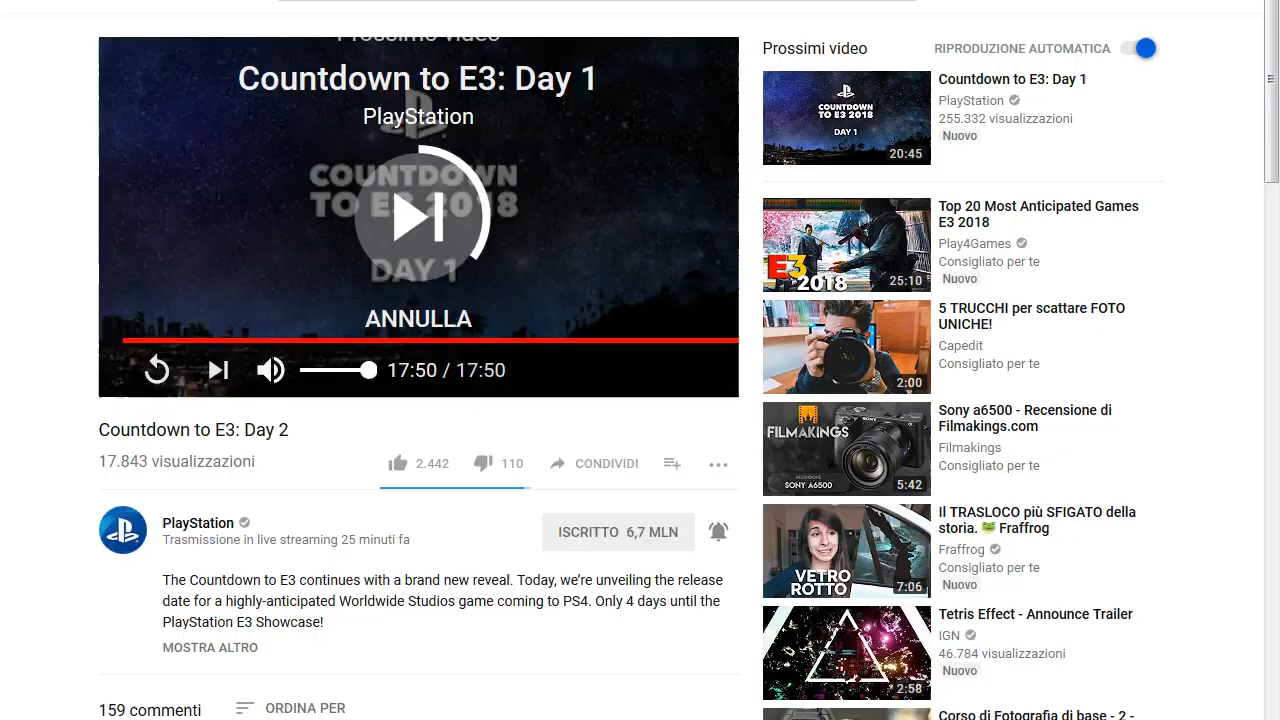 Prossimo video
Countdown to E3: Day 1
PlayStation
COUNTDOWN
TO E3 2018
DAY 1
ANNULLA
17:50 / 17:50
Countdown to E3: Day 2
17.843 visualizzazioni
2.442
110
CONDIVIDI
PlayStation
Trasmissione in live streaming 25 minuti fa
ISCRITTO 6,7 MLN
The Countdown to E3 continues with a brand new reveal. Today, we're unveiling the release
date for a highly-anticipated Worldwide Studios game coming to PS4. Only 4 days until the
PlayStation E3 Showcase!
MOSTRA ALTRO
159 commenti
ORDINA PER
Prossimi video
RIPRODUZIONE AUTOMATICA
COUNTDOWN
TO E3 2018
DAY 1
20:45
Countdown to E3: Day 1
PlayStation
255.332 visualizzazioni
Nuovo
E3
2018
25:10
Top 20 Most Anticipated Games
E3 2018
Play4Games
Consigliato per te
Nuovo
2:00
5 TRUCCHI per scattare FOTO
UNICHE!
Capedit
Consigliato per te
FILMAKINGS
RECENSIONE
SONY A6500
5:42
Sony a6500 - Recensione di
Filmakings.com
Filmakings
Consigliato per te
VETRO
ROTTO
7:06
Il TRASLOCO più SFIGATO della
storia. 🐸 Fraffrog
Fraffrog
Consigliato per te
Nuovo
2:58
Tetris Effect - Announce Trailer
IGN
46.784 visualizzazioni
Nuovo
Corso di Fotografia di base - 2 -